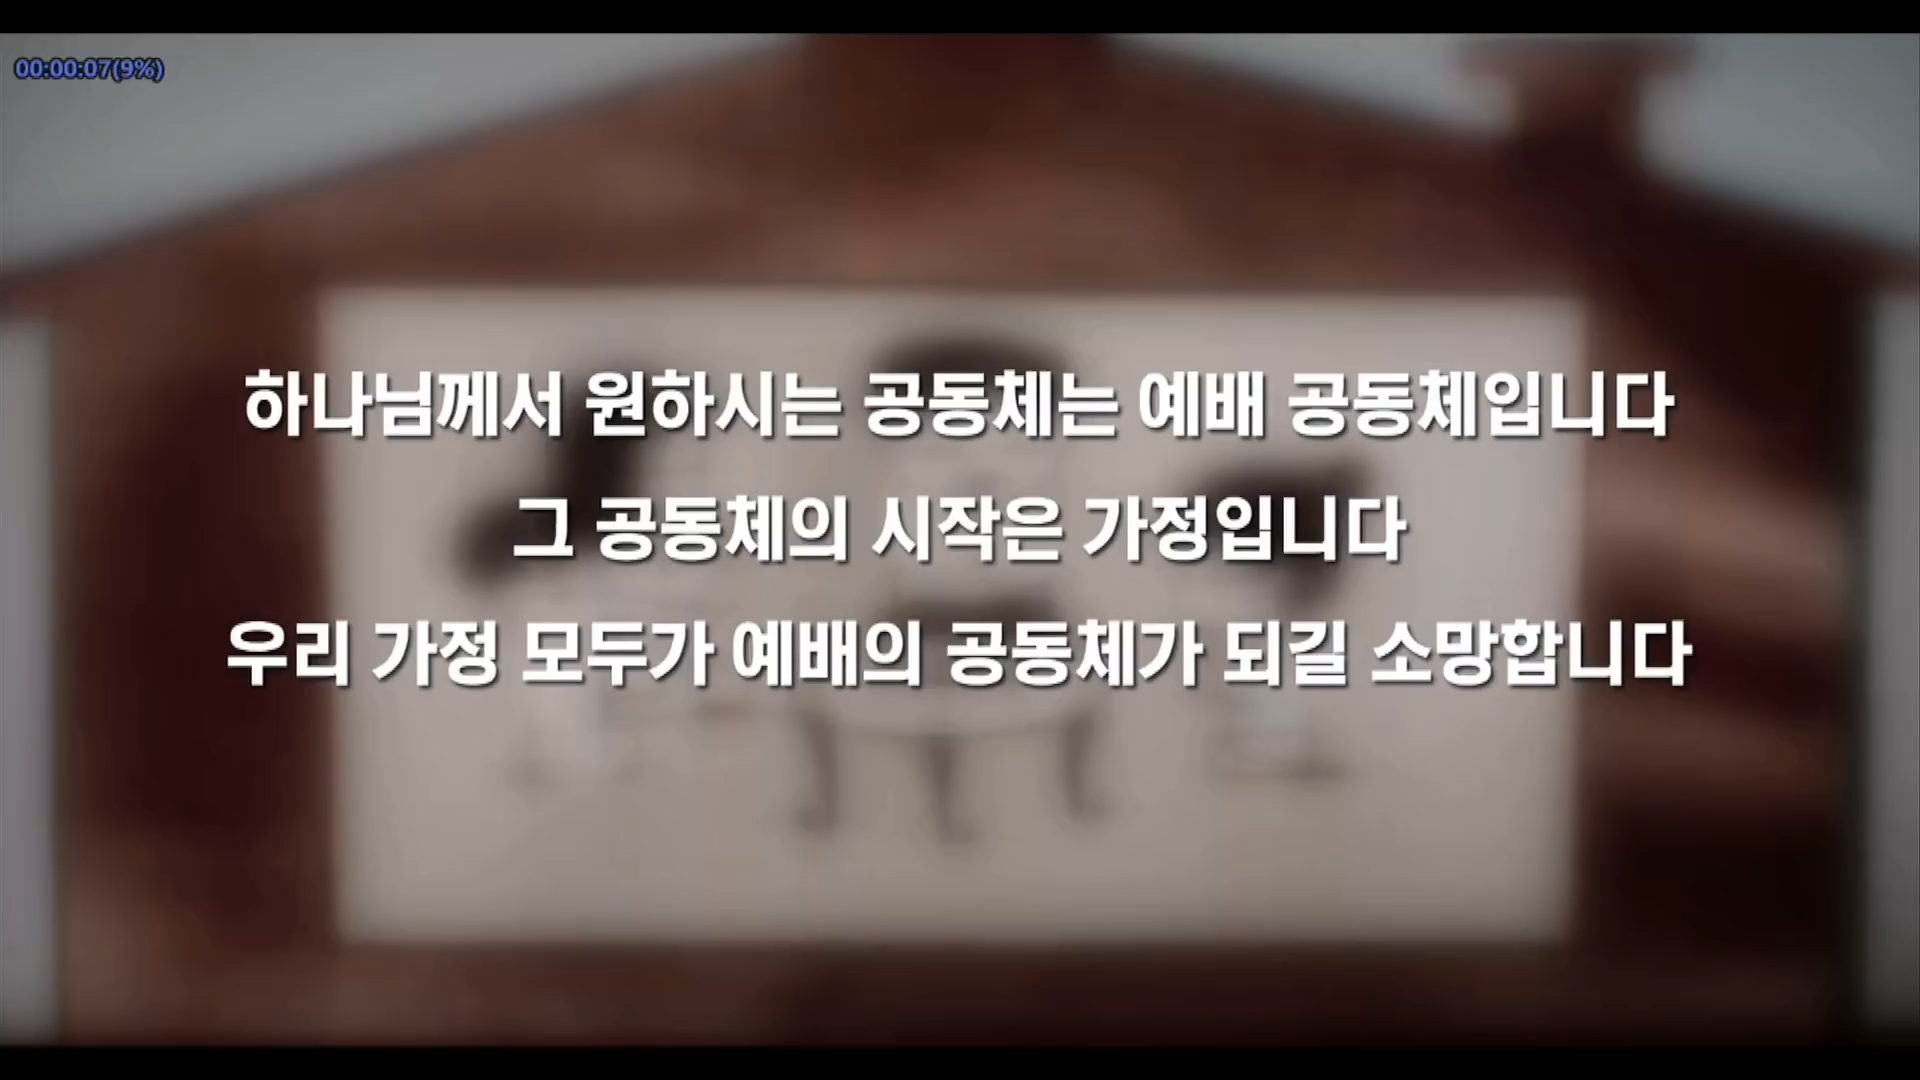 00:00:07(9%)
하나님께서 원하시는 공동체는 예배 공동체입니다
그 공동체의 시작은 가정입니다
우리 가정 모두가 예배의 공동체가 되길 소망합니다